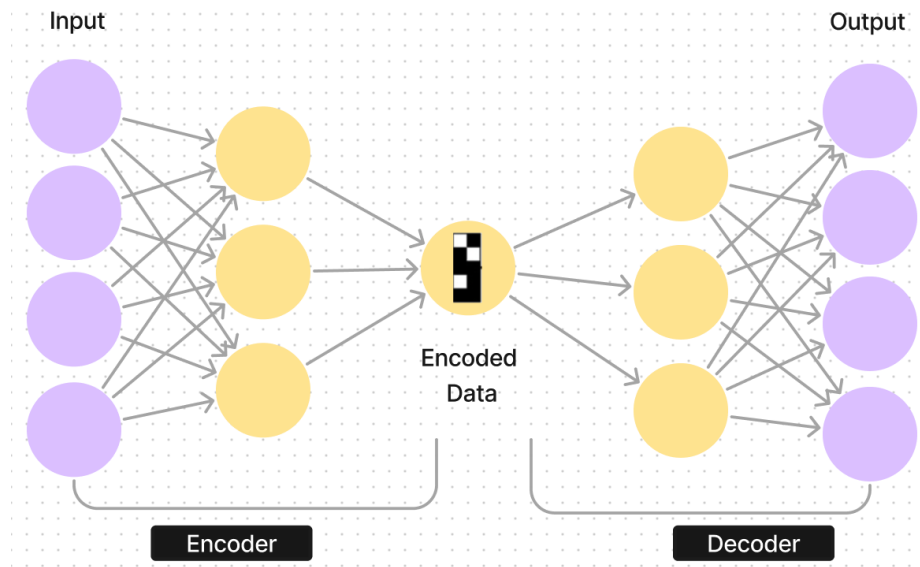 Input
Output
Encoded
Data
Encoder
Decoder